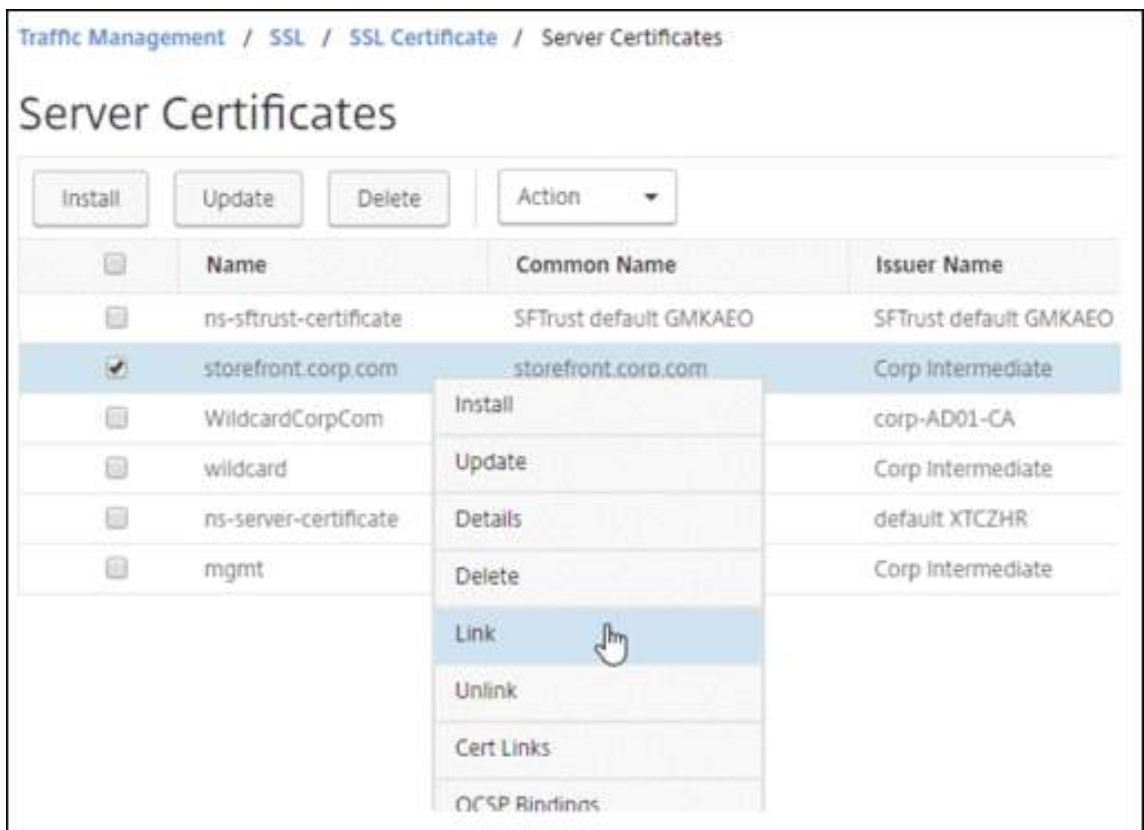 Traffic Management / SSL / SSL Certificate / Server Certificates
Server Certificates
Install Update Delete Action
Name Common Name Issuer Name
ns-sftrust-certificate SFTrust default GMKAEO SFTrust default GMKAEO
storefront.corp.com storefront.corp.com Corp Intermediate
Install
WildcardCorpCom corp-AD01-CA
Update
wildcard Corp Intermediate
Details
ns-server-certificate default XTCZHR
Delete
mgmt Corp Intermediate
Link
Unlink
Cert Links
OCSP Bindings